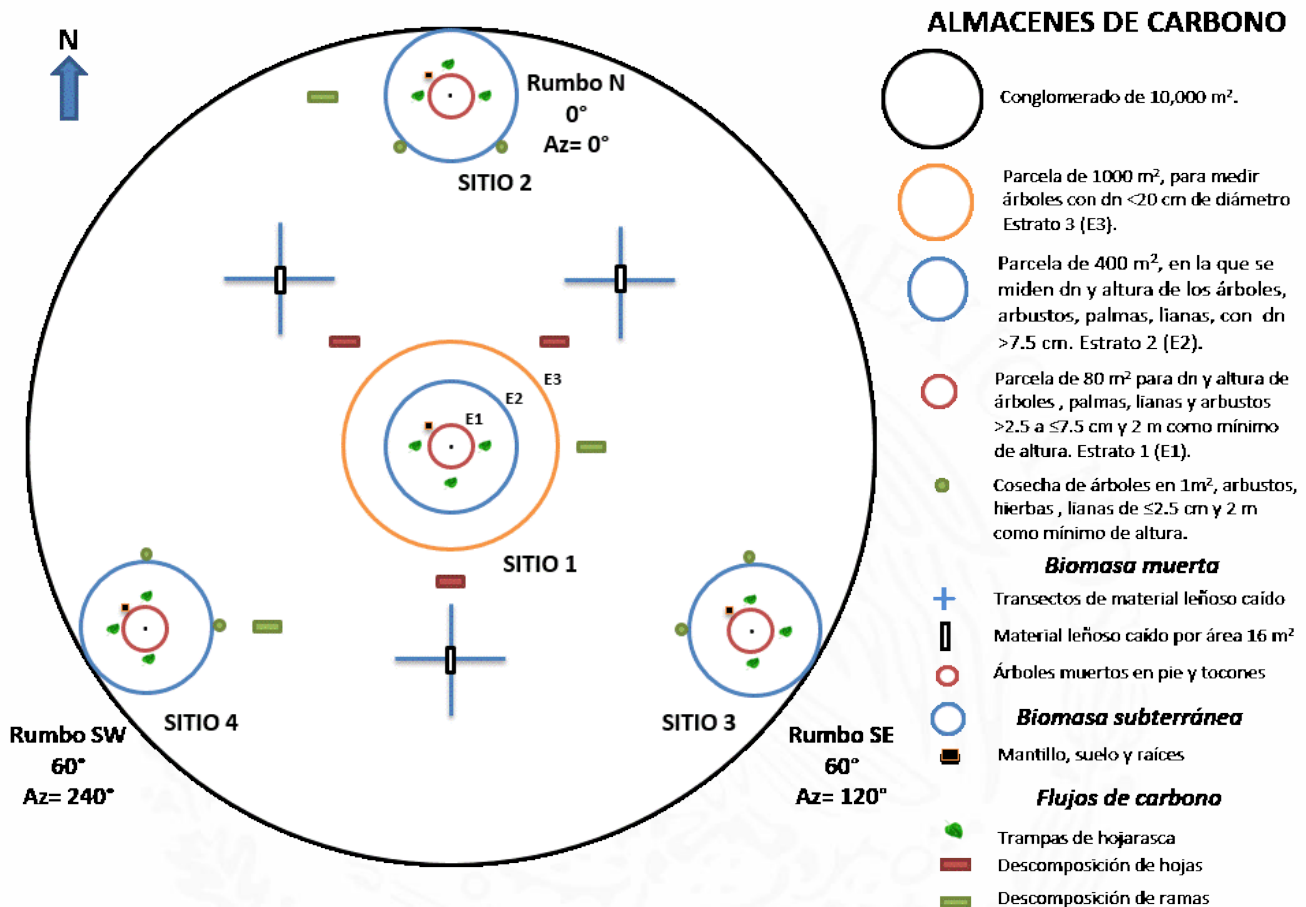 ALMACENES DE CARBONO
N
Rumbo N
0°
Az= 0°
SITIO 2
E3
E2
E1
SITIO 1
SITIO 4
Rumbo SW
60°
Az= 240°
SITIO 3
Rumbo SE
60°
Az= 120°
Conglomerado de 10,000 m².
Parcela de 1000 m², para medir
árboles con dn <20 cm de diámetro
Estrato 3 (E3).
Parcela de 400 m², en la que se
miden dn y altura de los árboles,
arbustos, palmas, lianas, con dn
>7.5 cm. Estrato 2 (E2).
Parcela de 80 m² para dn y altura de
árboles , palmas, lianas y arbustos
>2.5 a ≤7.5 cm y 2 m como mínimo
de altura. Estrato 1 (E1).
Cosecha de árboles en 1m², arbustos,
hierbas , lianas de ≤2.5 cm y 2 m
como mínimo de altura.
Biomasa muerta
Transectos de material leñoso caído
Material leñoso caído por área 16 m²
Árboles muertos en pie y tocones
Biomasa subterránea
Mantillo, suelo y raíces
Flujos de carbono
Trampas de hojarasca
Descomposición de hojas
Descomposición de ramas